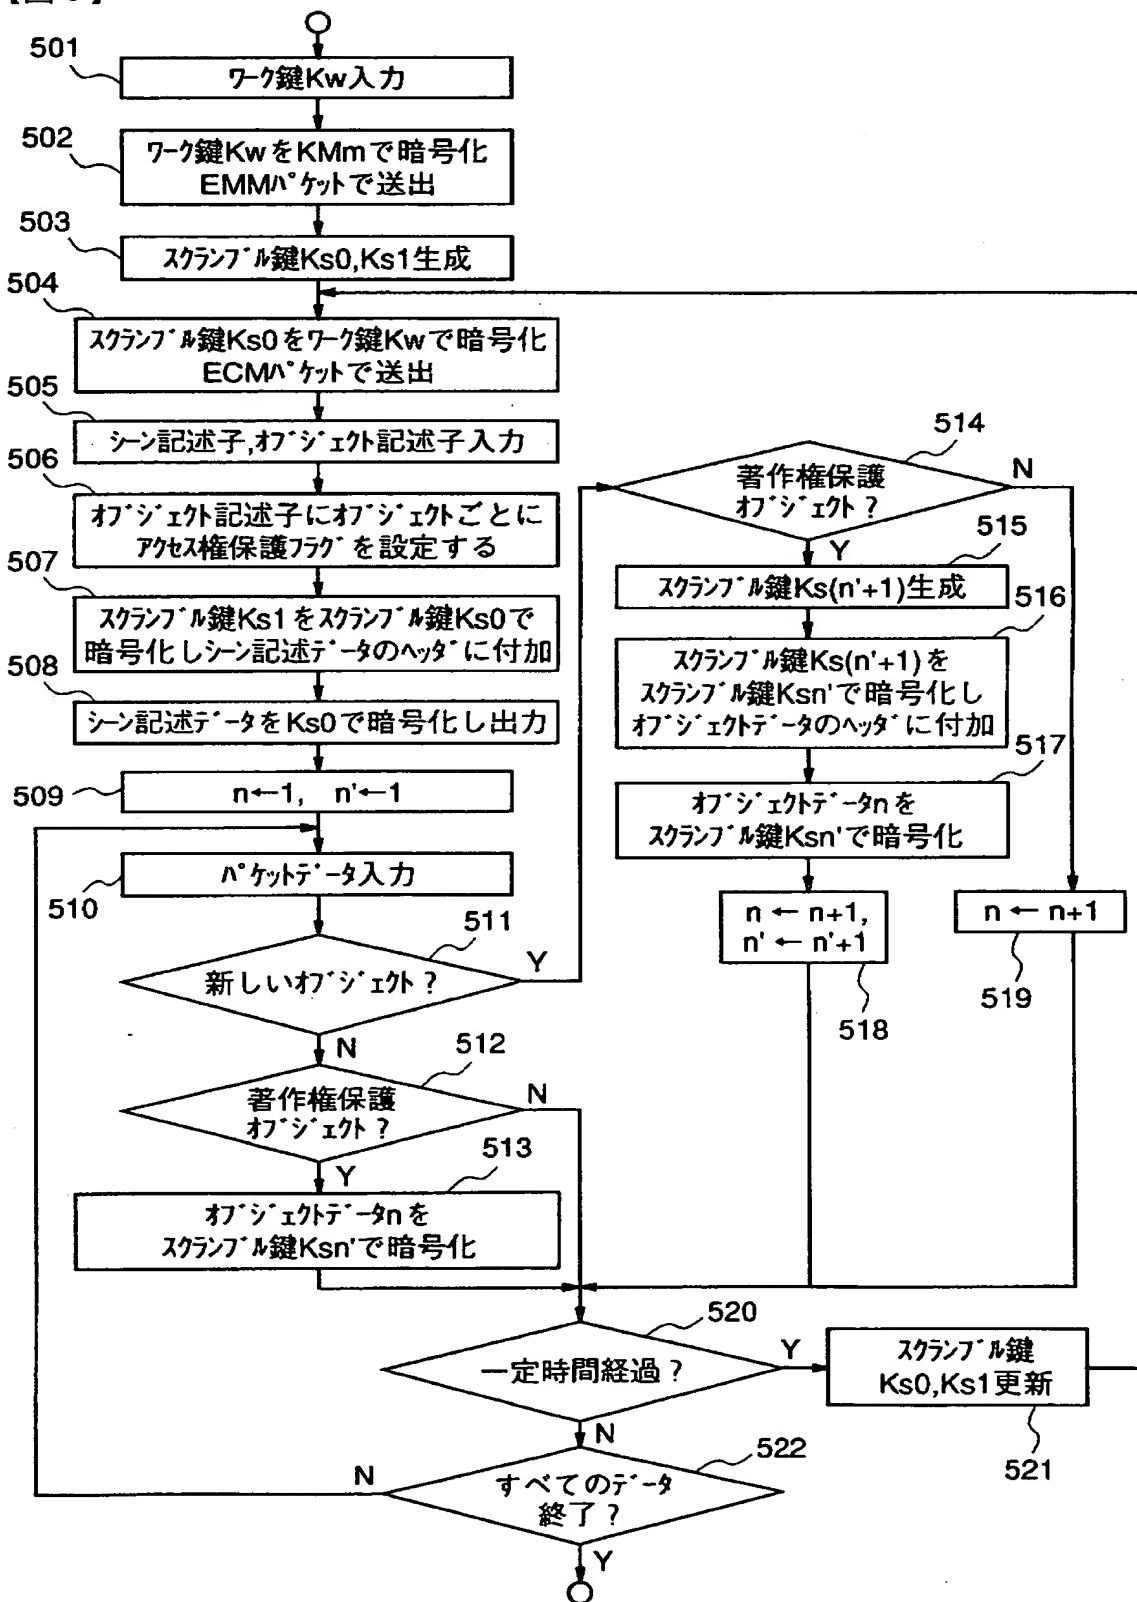 501
ワーク鍵Kw入力
502
ワーク鍵KwをKMmで暗号化
EMMパケットで送出
503
スクランブル鍵Ks0,Ks1生成
504
スクランブル鍵Ks0をワーク鍵Kwで暗号化
ECMパケットで送出
505
シーン記述子,オブジェクト記述子入力
506
オブジェクト記述子にオブジェクトごとに
アクセス権保護フラグを設定する
507
スクランブル鍵Ks1をスクランブル鍵Ks0で
暗号化しシーン記述データのヘッダに付加
508
シーン記述データをKs0で暗号化し出力
509
n←1, n'←1
510
パケットデータ入力
511
新しいオブジェクト?
Y
N
512
著作権保護
オブジェクト?
N
Y
513
オブジェクトデータnを
スクランブル鍵Ksn'で暗号化
514
著作権保護
オブジェクト?
N
Y
515
スクランブル鍵Ks(n'+1)生成
516
スクランブル鍵Ks(n'+1)を
スクランブル鍵Ksn'で暗号化し
オブジェクトデータのヘッダに付加
517
オブジェクトデータnを
スクランブル鍵Ksn'で暗号化
n ← n+1,
n' ← n'+1
518
n ← n+1
519
520
一定時間経過?
Y
N
スクランブル鍵
Ks0,Ks1更新
521
522
すべてのデータ
終了?
N
Y